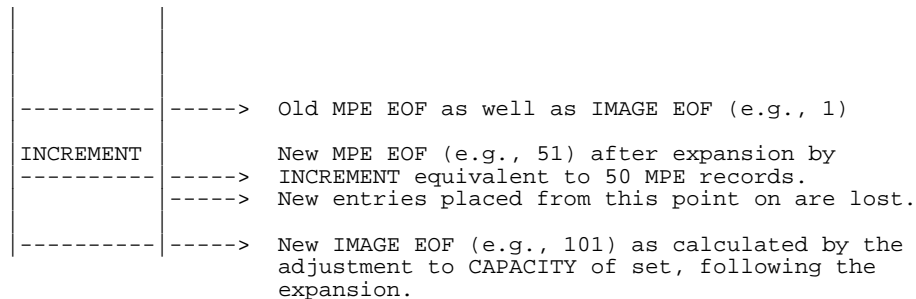 ----------|-----> Old MPE EOF as well as IMAGE EOF (e.g., 1)
INCREMENT New MPE EOF (e.g., 51) after expansion by
----------|-----> INCREMENT equivalent to 50 MPE records.
-----> New entries placed from this point on are lost.
----------|-----> New IMAGE EOF (e.g., 101) as calculated by the
adjustment to CAPACITY of set, following the
expansion.